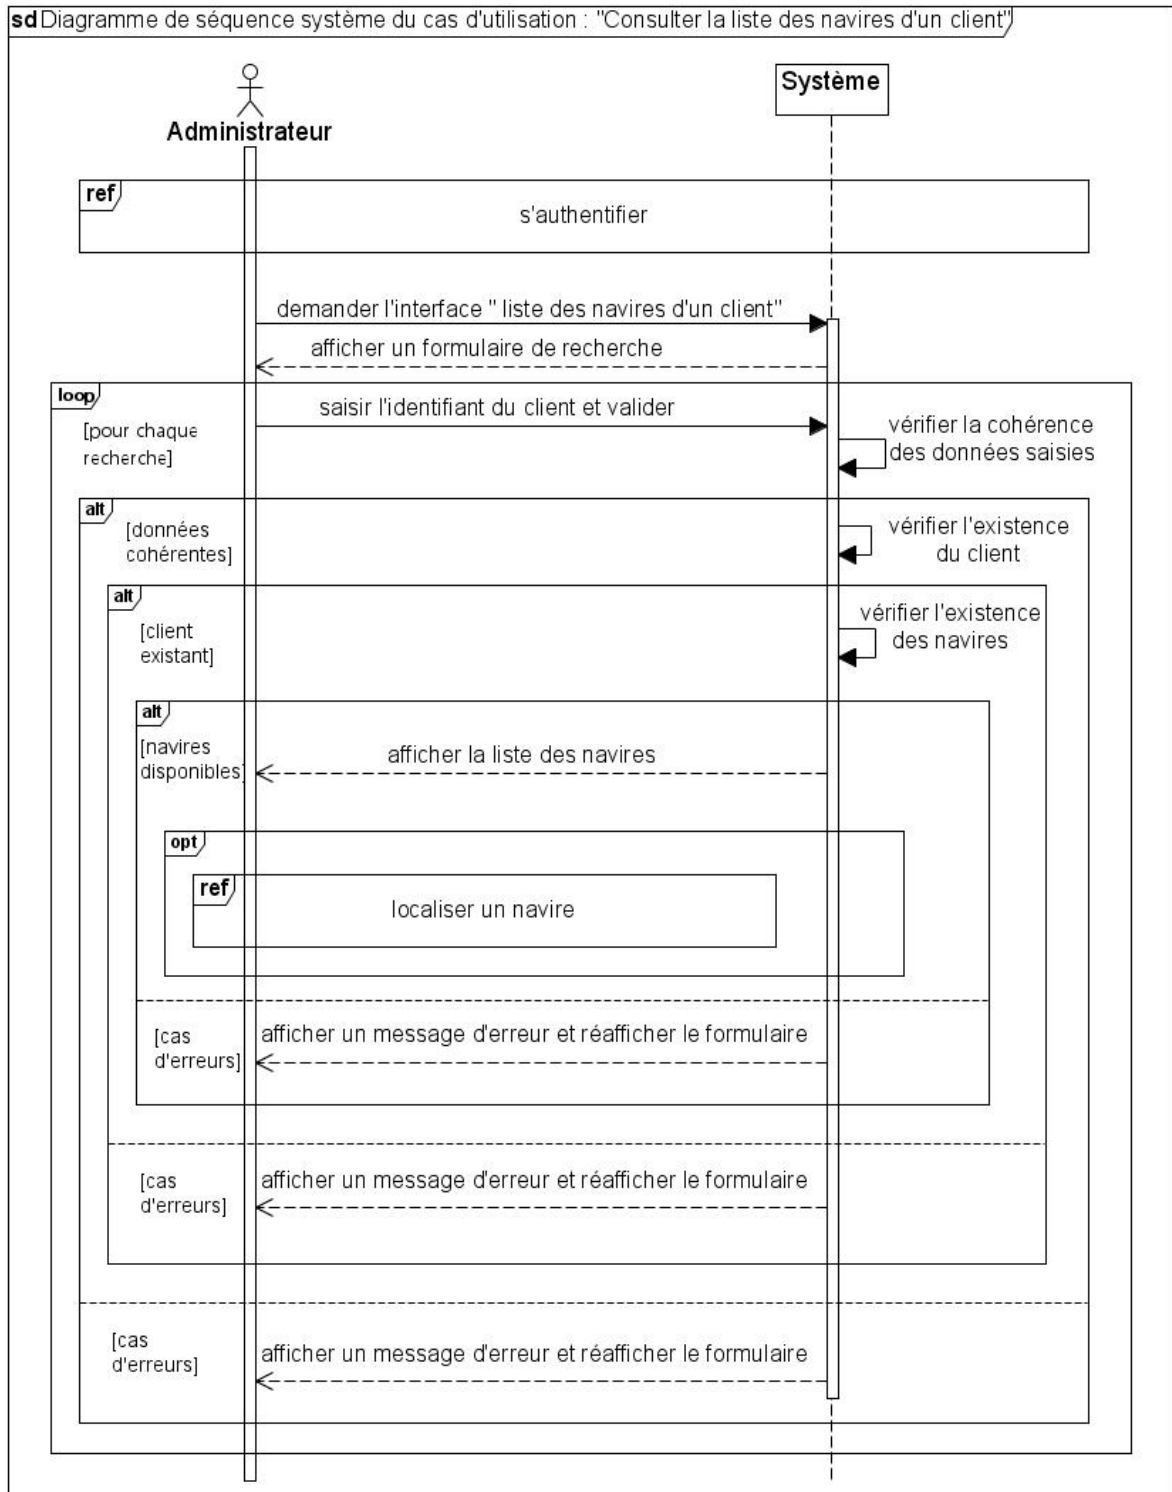 sd Diagramme de séquence système du cas d'utilisation : "Consulter la liste des navires d'un client"
Système
Administrateur
ref
s'authentifier
demander l'interface " liste des navires d'un client"
afficher un formulaire de recherche
loop
[pour chaque
recherche]
saisir l'identifiant du client et valider
vérifier la cohérence
des données saisies
alt
[données
cohérentes]
vérifier l'existence
du client
alt
[client
existant]
vérifier l'existence
des navires
alt
[navires
disponibles]
afficher la liste des navires
opt
ref
localiser un navire
[cas
d'erreurs]
afficher un message d'erreur et réafficher le formulaire
[cas
d'erreurs]
afficher un message d'erreur et réafficher le formulaire
[cas
d'erreurs]
afficher un message d'erreur et réafficher le formulaire